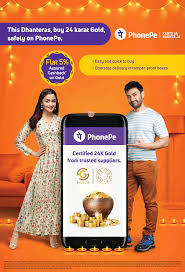 This Dhanteras, buy 24 karat Gold,
safely on PhonePe.
PhonePe
Flat 5%
Assured
Cashback*
on Gold
• Easy and quick to buy
• Doorstep delivery in tamper-proof boxes
PhonePe
Certified 24K Gold
from trusted suppliers.